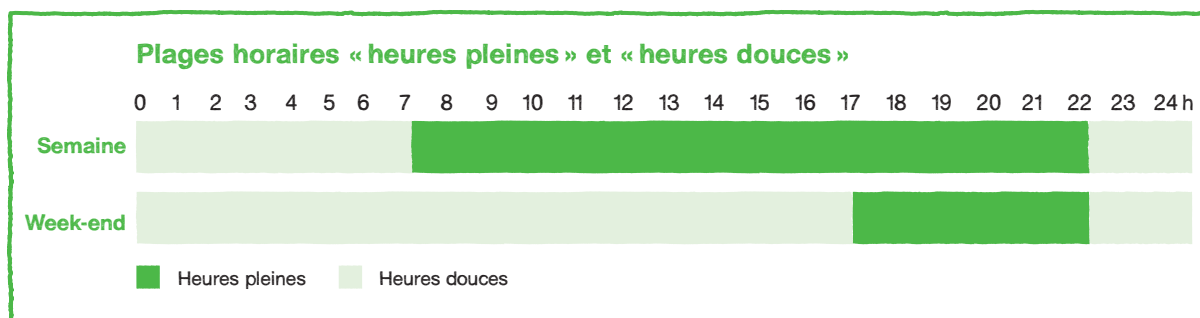 Plages horaires « heures pleines » et « heures douces »
0 1 2 3 4 5 6 7 8 9 10 11 12 13 14 15 16 17 18 19 20 21 22 23 24 h
Semaine
Week-end
Heures pleines Heures douces